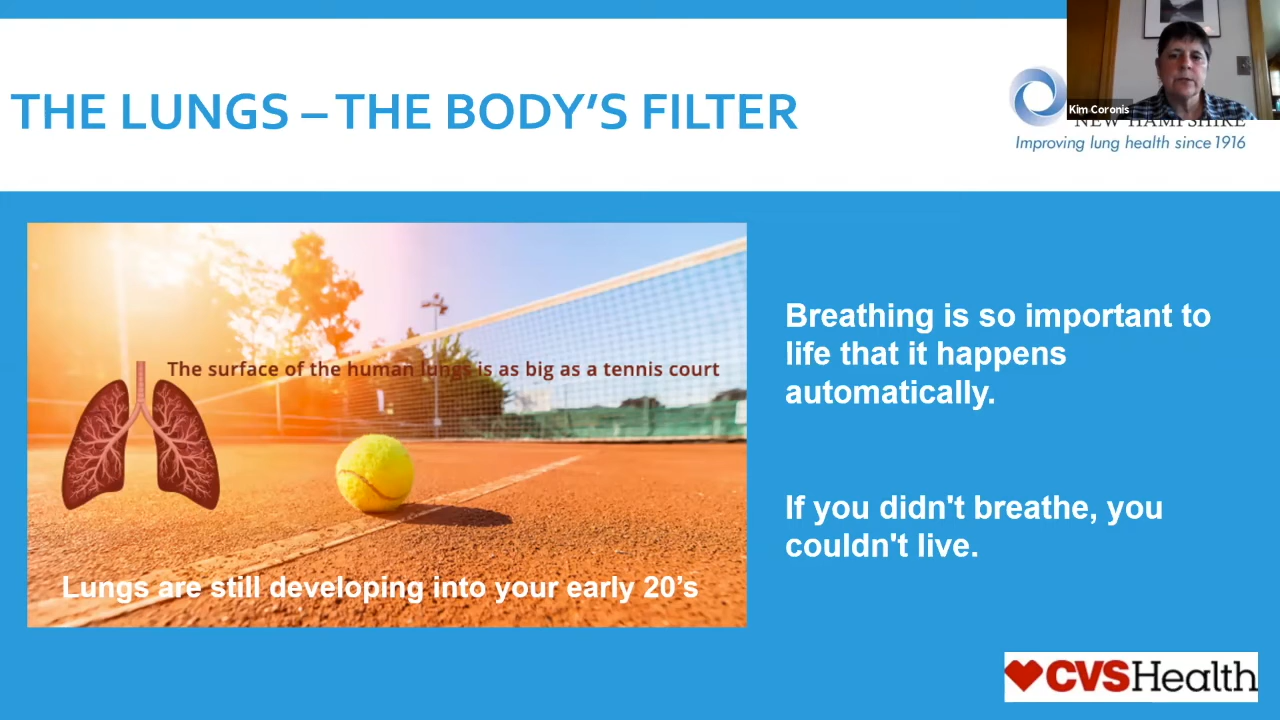 THE LUNGS – THE BODY’S FILTER
Kim Coronis
NEW HAMPSHIRE
Improving lung health since 1916
The surface of the human lungs is as big as a tennis court
Lungs are still developing into your early 20’s
Breathing is so important to
life that it happens
automatically.
If you didn't breathe, you
couldn't live.
CVSHealth